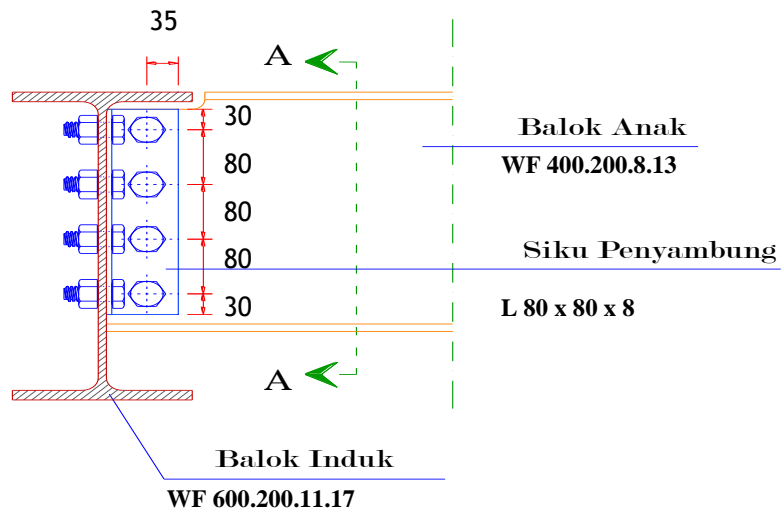 35
A
30
80
80
80
30
Balok Anak
WF 400.200.8.13
Siku Penyambung
L 80 x 80 x 8
A
Balok Induk
WF 600.200.11.17